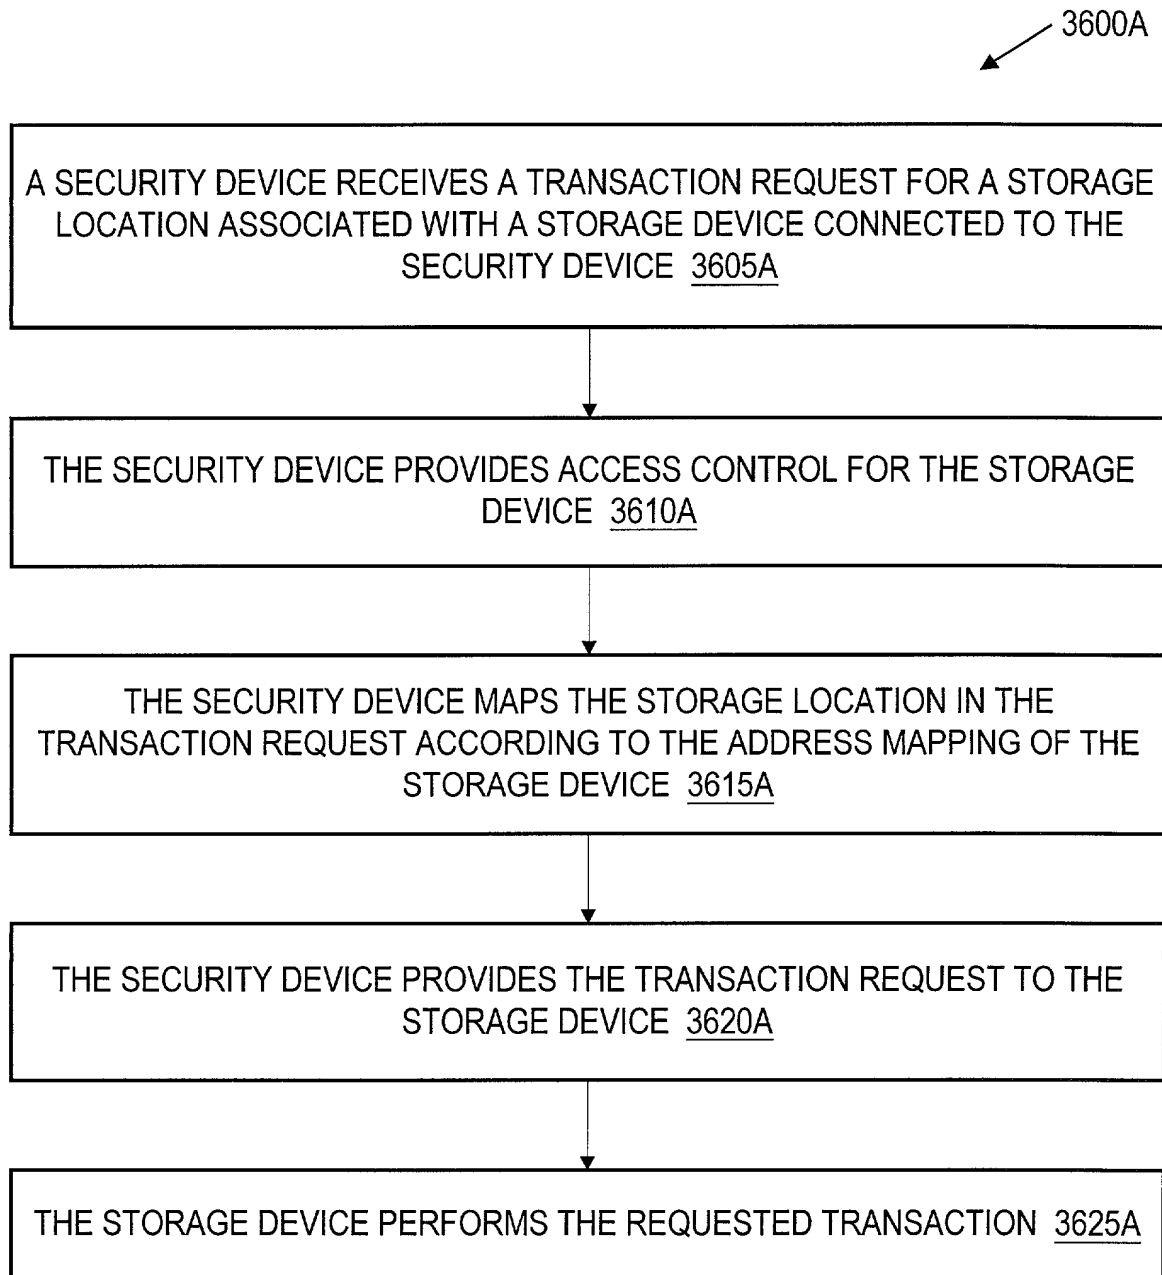 3600A
A SECURITY DEVICE RECEIVES A TRANSACTION REQUEST FOR A STORAGE
LOCATION ASSOCIATED WITH A STORAGE DEVICE CONNECTED TO THE
SECURITY DEVICE 3605A
THE SECURITY DEVICE PROVIDES ACCESS CONTROL FOR THE STORAGE
DEVICE 3610A
THE SECURITY DEVICE MAPS THE STORAGE LOCATION IN THE
TRANSACTION REQUEST ACCORDING TO THE ADDRESS MAPPING OF THE
STORAGE DEVICE 3615A
THE SECURITY DEVICE PROVIDES THE TRANSACTION REQUEST TO THE
STORAGE DEVICE 3620A
THE STORAGE DEVICE PERFORMS THE REQUESTED TRANSACTION 3625A